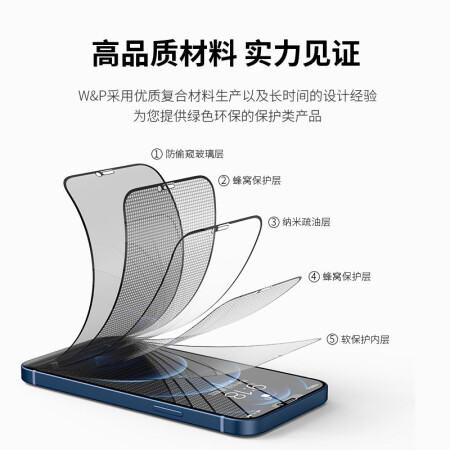 高品质材料 实力见证
W&P采用优质复合材料生产以及长时间的设计经验
为您提供绿色环保的保护类产品
① 防偷窥玻璃层
② 蜂窝保护层
③ 纳米疏油层
④ 蜂窝保护层
⑤ 软保护内层